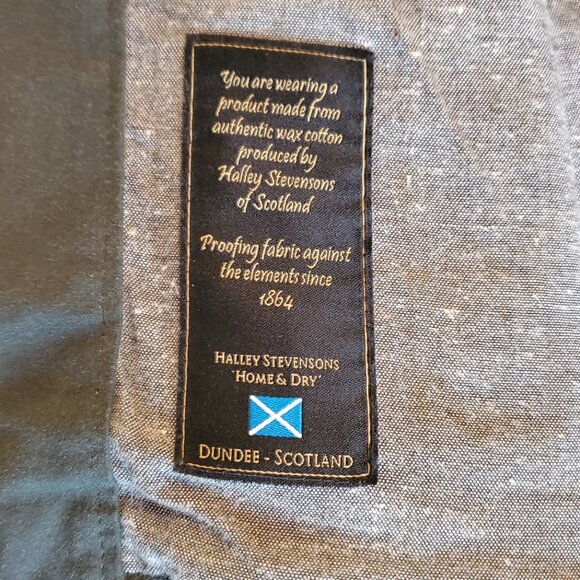 You are wearing a
product made from
authentic wax cotton
produced by
Halley Stevensons
of Scotland
Proofing fabric against
the elements since
1864
HALLEY STEVENSONS
'HOME & DRY'
DUNDEE - SCOTLAND